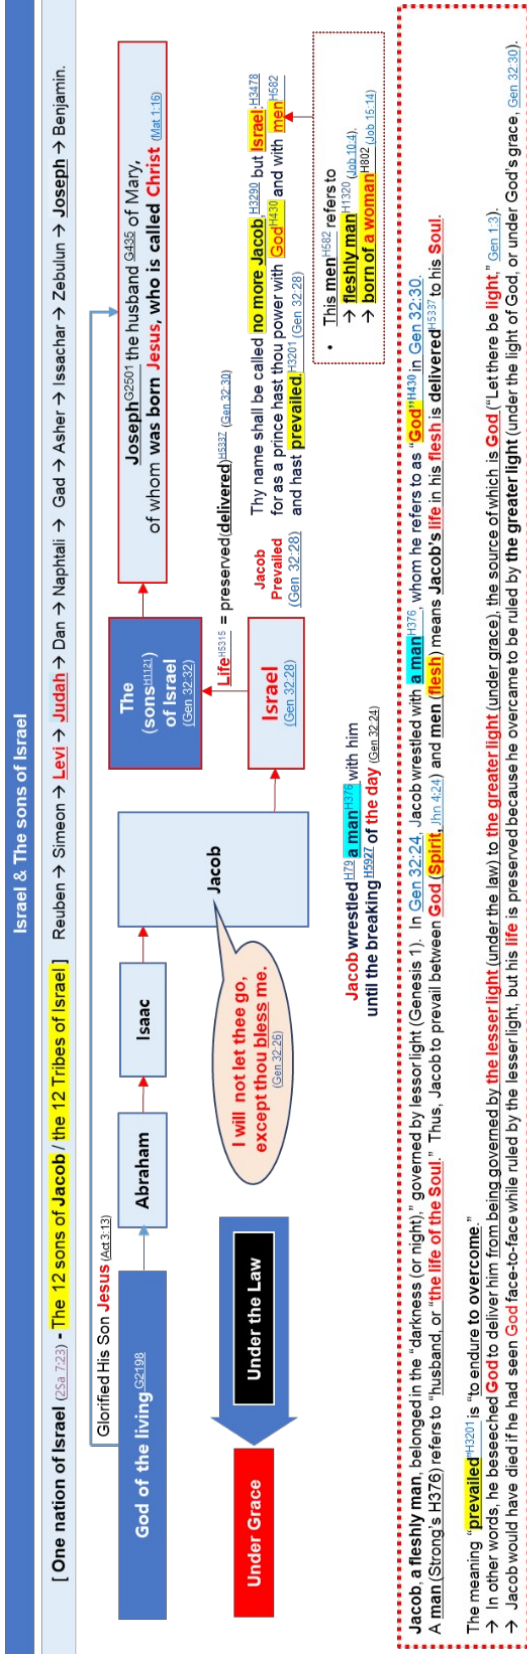 Israel & The sons of Israel
[ One nation of Israel (2Sa 7:23) - The 12 sons of Jacob / the 12 Tribes of Israel ] Reuben → Simeon → Levi → Judah → Dan → Naphtali → Gad → Asher → Issachar → Zebulun → Joseph → Benjamin.
Glorified His Son Jesus (Act 3:13)
God of the living G2198
Abraham
Isaac
Jacob
The
(sons H1121)
of Israel
(Gen 32:32)
Joseph G2501 the husband G435 of Mary,
of whom was born Jesus, who is called Christ (Mat 1:16)
Life H5315 = preserved(delivered) H5337 (Gen 32:30)
Israel
(Gen 32:28)
Jacob
Prevailed
(Gen 32:28)
Thy name shall be called no more Jacob, H3290 but Israel: H3478
for as a prince hast thou power with God H430 and with men H582
and hast prevailed. H3201 (Gen 32:28)
• This men H582 refers to
→ fleshly man H1320 (Job 10:4).
→ born of a woman H802 (Job 15:14)
I will not let thee go,
except thou bless me.
(Gen 32:26)
Jacob wrestled H79 a man H376 with him
until the breaking H5927 of the day (Gen 32:24)
Under Grace
Under the Law
Jacob, a fleshly man, belonged in the "darkness (or night)," governed by lessor light (Genesis 1). In Gen 32:24, Jacob wrestled with a man H376, whom he refers to as "God" H430 in Gen 32:30.
A man (Strong's H376) refers to "husband, or "the life of the Soul." Thus, Jacob to prevail between God (Spirit, Jhn 4:24) and men (flesh) means Jacob's life in his flesh is delivered H5337 to his Soul.
The meaning "prevailed" H3201 is "to endure to overcome."
→ In other words, he beseeched God to deliver him from being governed by the lesser light (under the law) to the greater light (under grace), the source of which is God ("Let there be light," Gen 1:3).
→ Jacob would have died if he had seen God face-to-face while ruled by the lesser light, but his life is preserved because he overcame to be ruled by the greater light (under the light of God, or under God's grace, Gen 32:30).